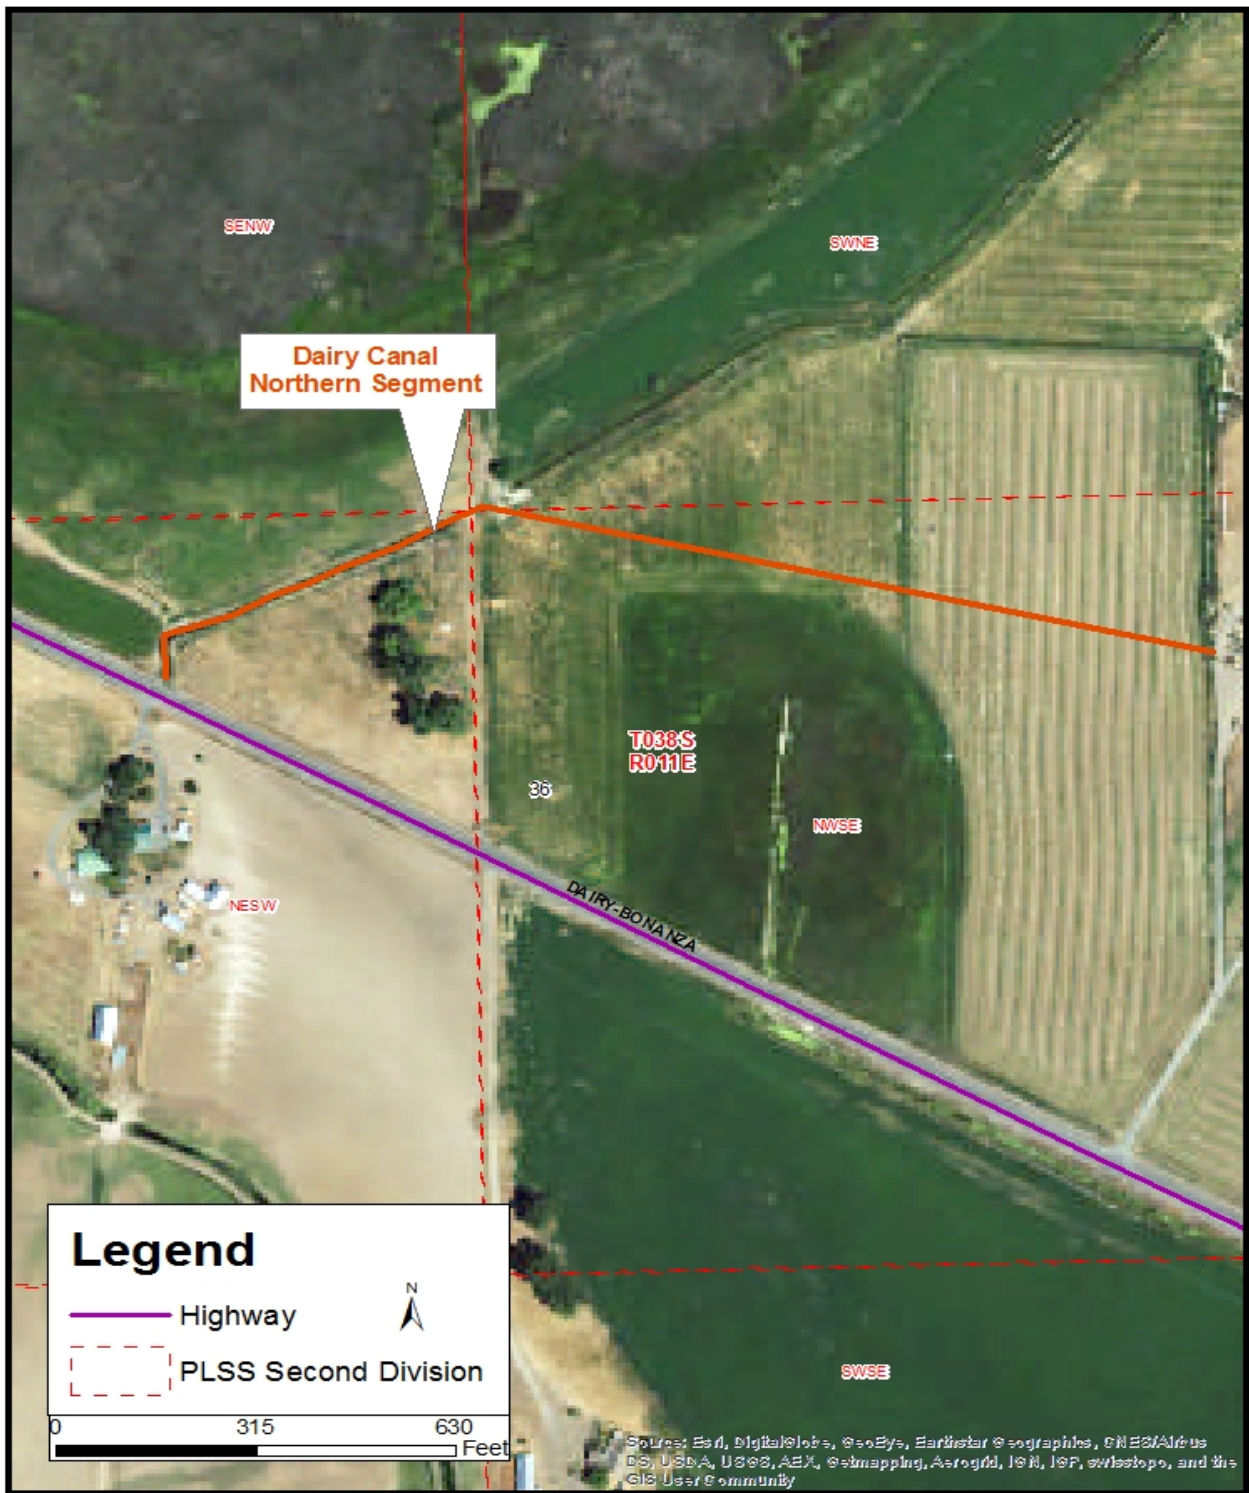 SENW
SWNE
Dairy Canal
Northern Segment
T038S
R011E
36
NWSE
DAIRY-BONANZA
NESW
Legend
N
Highway
PLSS Second Division
0 315 630
Feet
SWSE
Source: Esri, DigitalGlobe, GeoEye, Earthstar Geographics, CNES/Airbus
DS, USDA, USGS, AEX, Getmapping, Aerogrid, IGN, IGP, swisstopo, and the
GIS User Community